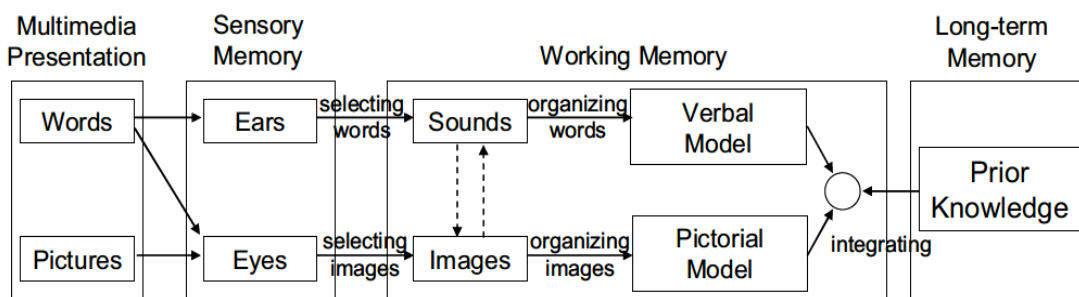 Multimedia
Presentation
Sensory
Memory
Working Memory
Long-term
Memory
Words
Ears
selecting
words
Sounds
organizing
words
Verbal
Model
Prior
Knowledge
Pictures
Eyes
selecting
images
Images
organizing
images
Pictorial
Model
integrating